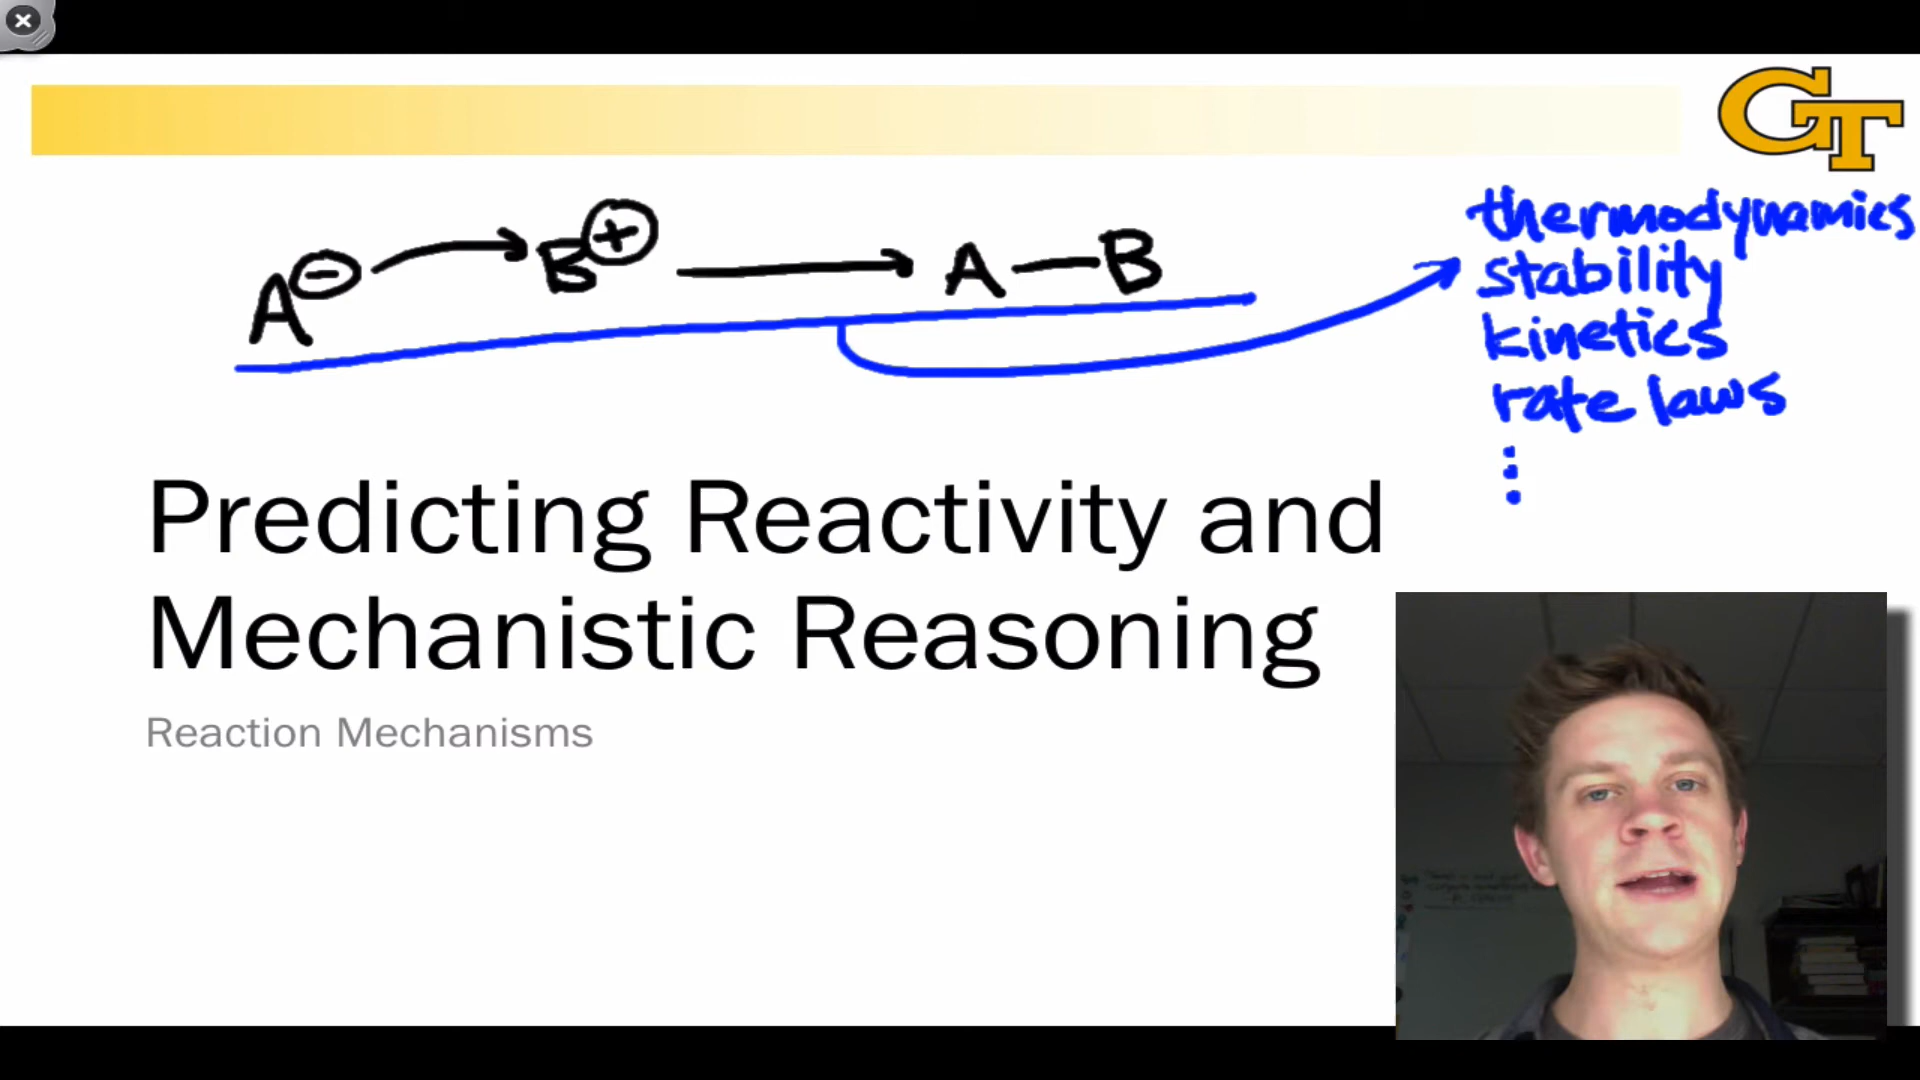 GT
A⊖ → B⊕ → A—B
thermodynamics
stability
kinetics
rate laws
⋮
Predicting Reactivity and
Mechanistic Reasoning
Reaction Mechanisms